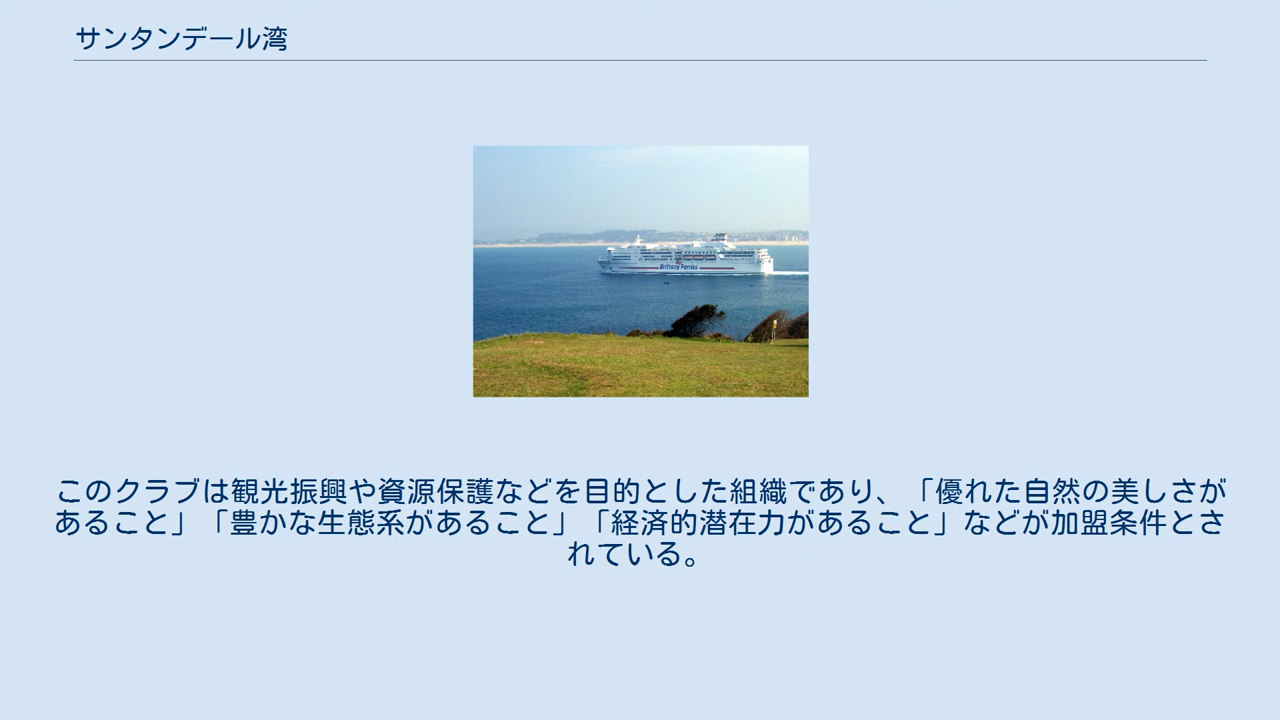 サンタンデール湾
Brittany Ferries
このクラブは観光振興や資源保護などを目的とした組織であり、「優れた自然の美しさが
あること」「豊かな生態系があること」「経済的潜在力があること」などが加盟条件とさ
れている。